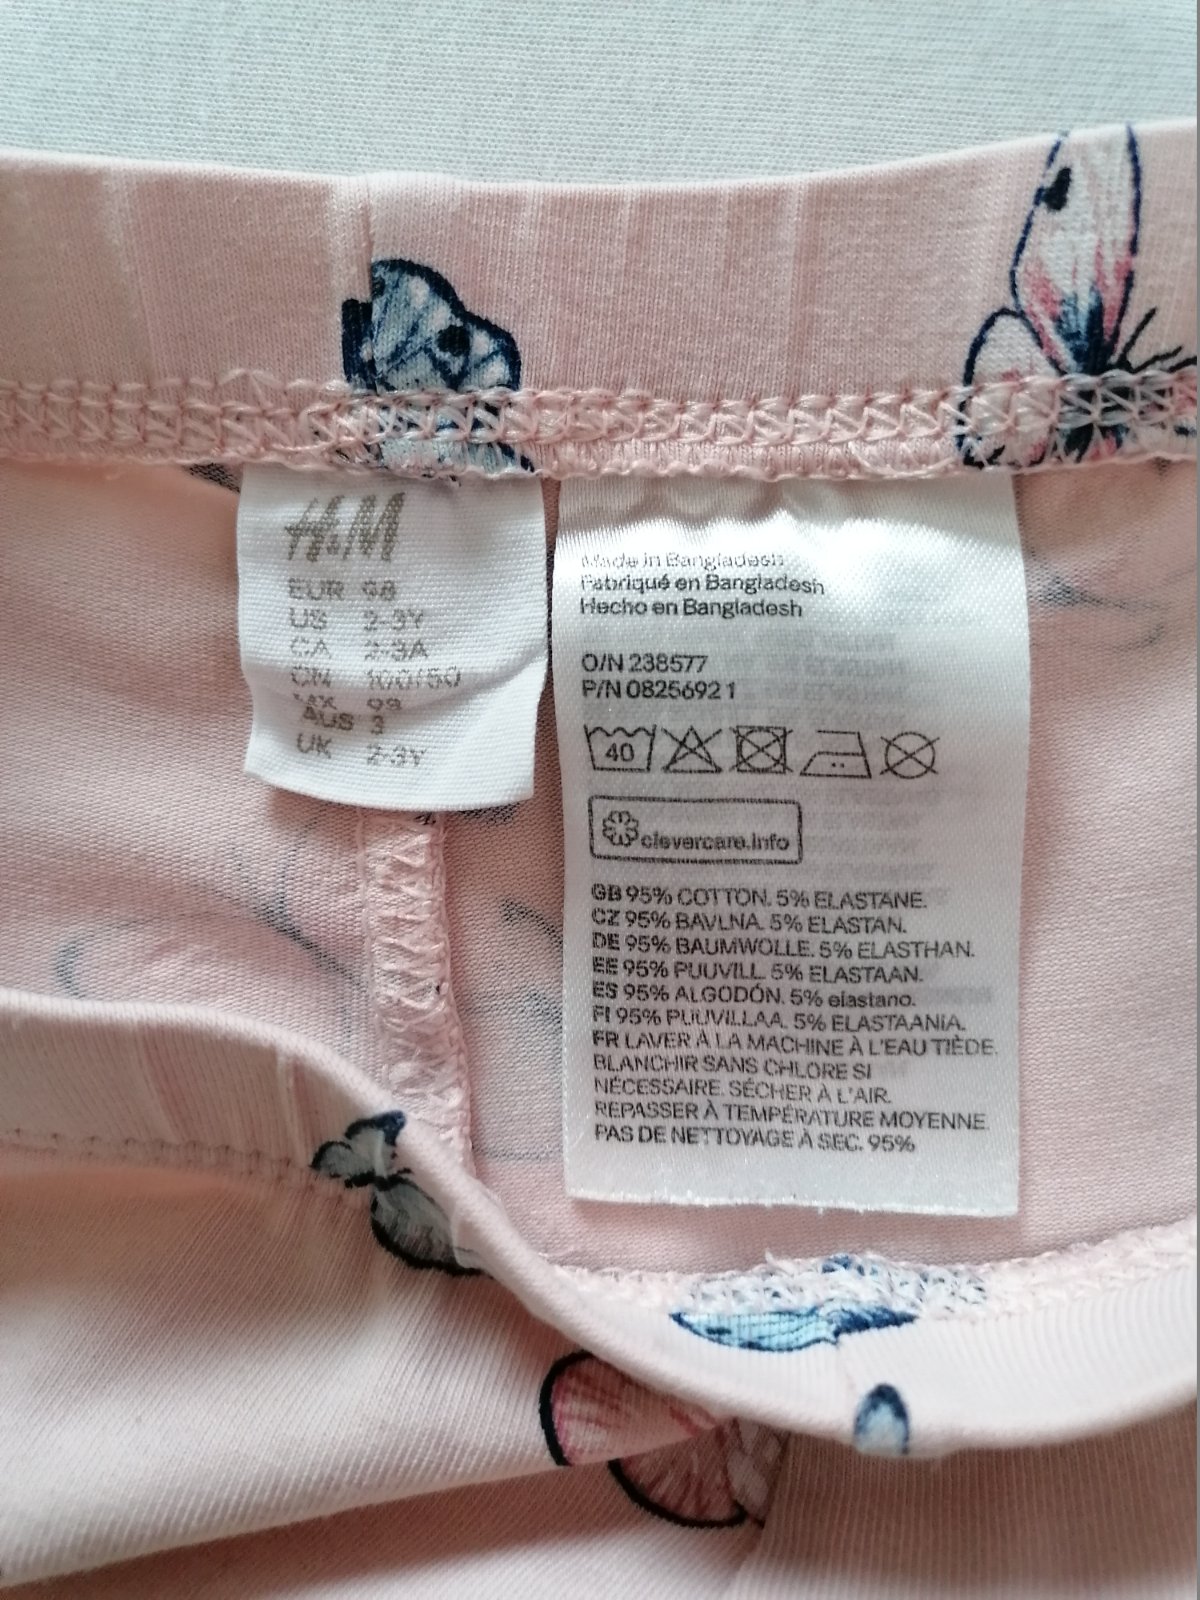 H&M
EUR 98
US 2-3Y
CA 2-3A
CN 100/50
MX 98
AUS 3
UK 2-3Y
Made in Bangladesh
Fabriqué en Bangladesh
Hecho en Bangladesh
O/N 238577
P/N 0825692 1
40
clevercare.info
GB 95% COTTON. 5% ELASTANE.
CZ 95% BAVLNA. 5% ELASTAN.
DE 95% BAUMWOLLE. 5% ELASTHAN.
EE 95% PUUVILL. 5% ELASTAAN.
ES 95% ALGODÓN. 5% elastano.
FI 95% PUUVILLAA. 5% ELASTAANIA.
FR LAVER À LA MACHINE À L'EAU TIÈDE.
BLANCHIR SANS CHLORE SI
NÉCESSAIRE. SÉCHER À L'AIR.
REPASSER À TEMPÉRATURE MOYENNE.
PAS DE NETTOYAGE À SEC. 95%